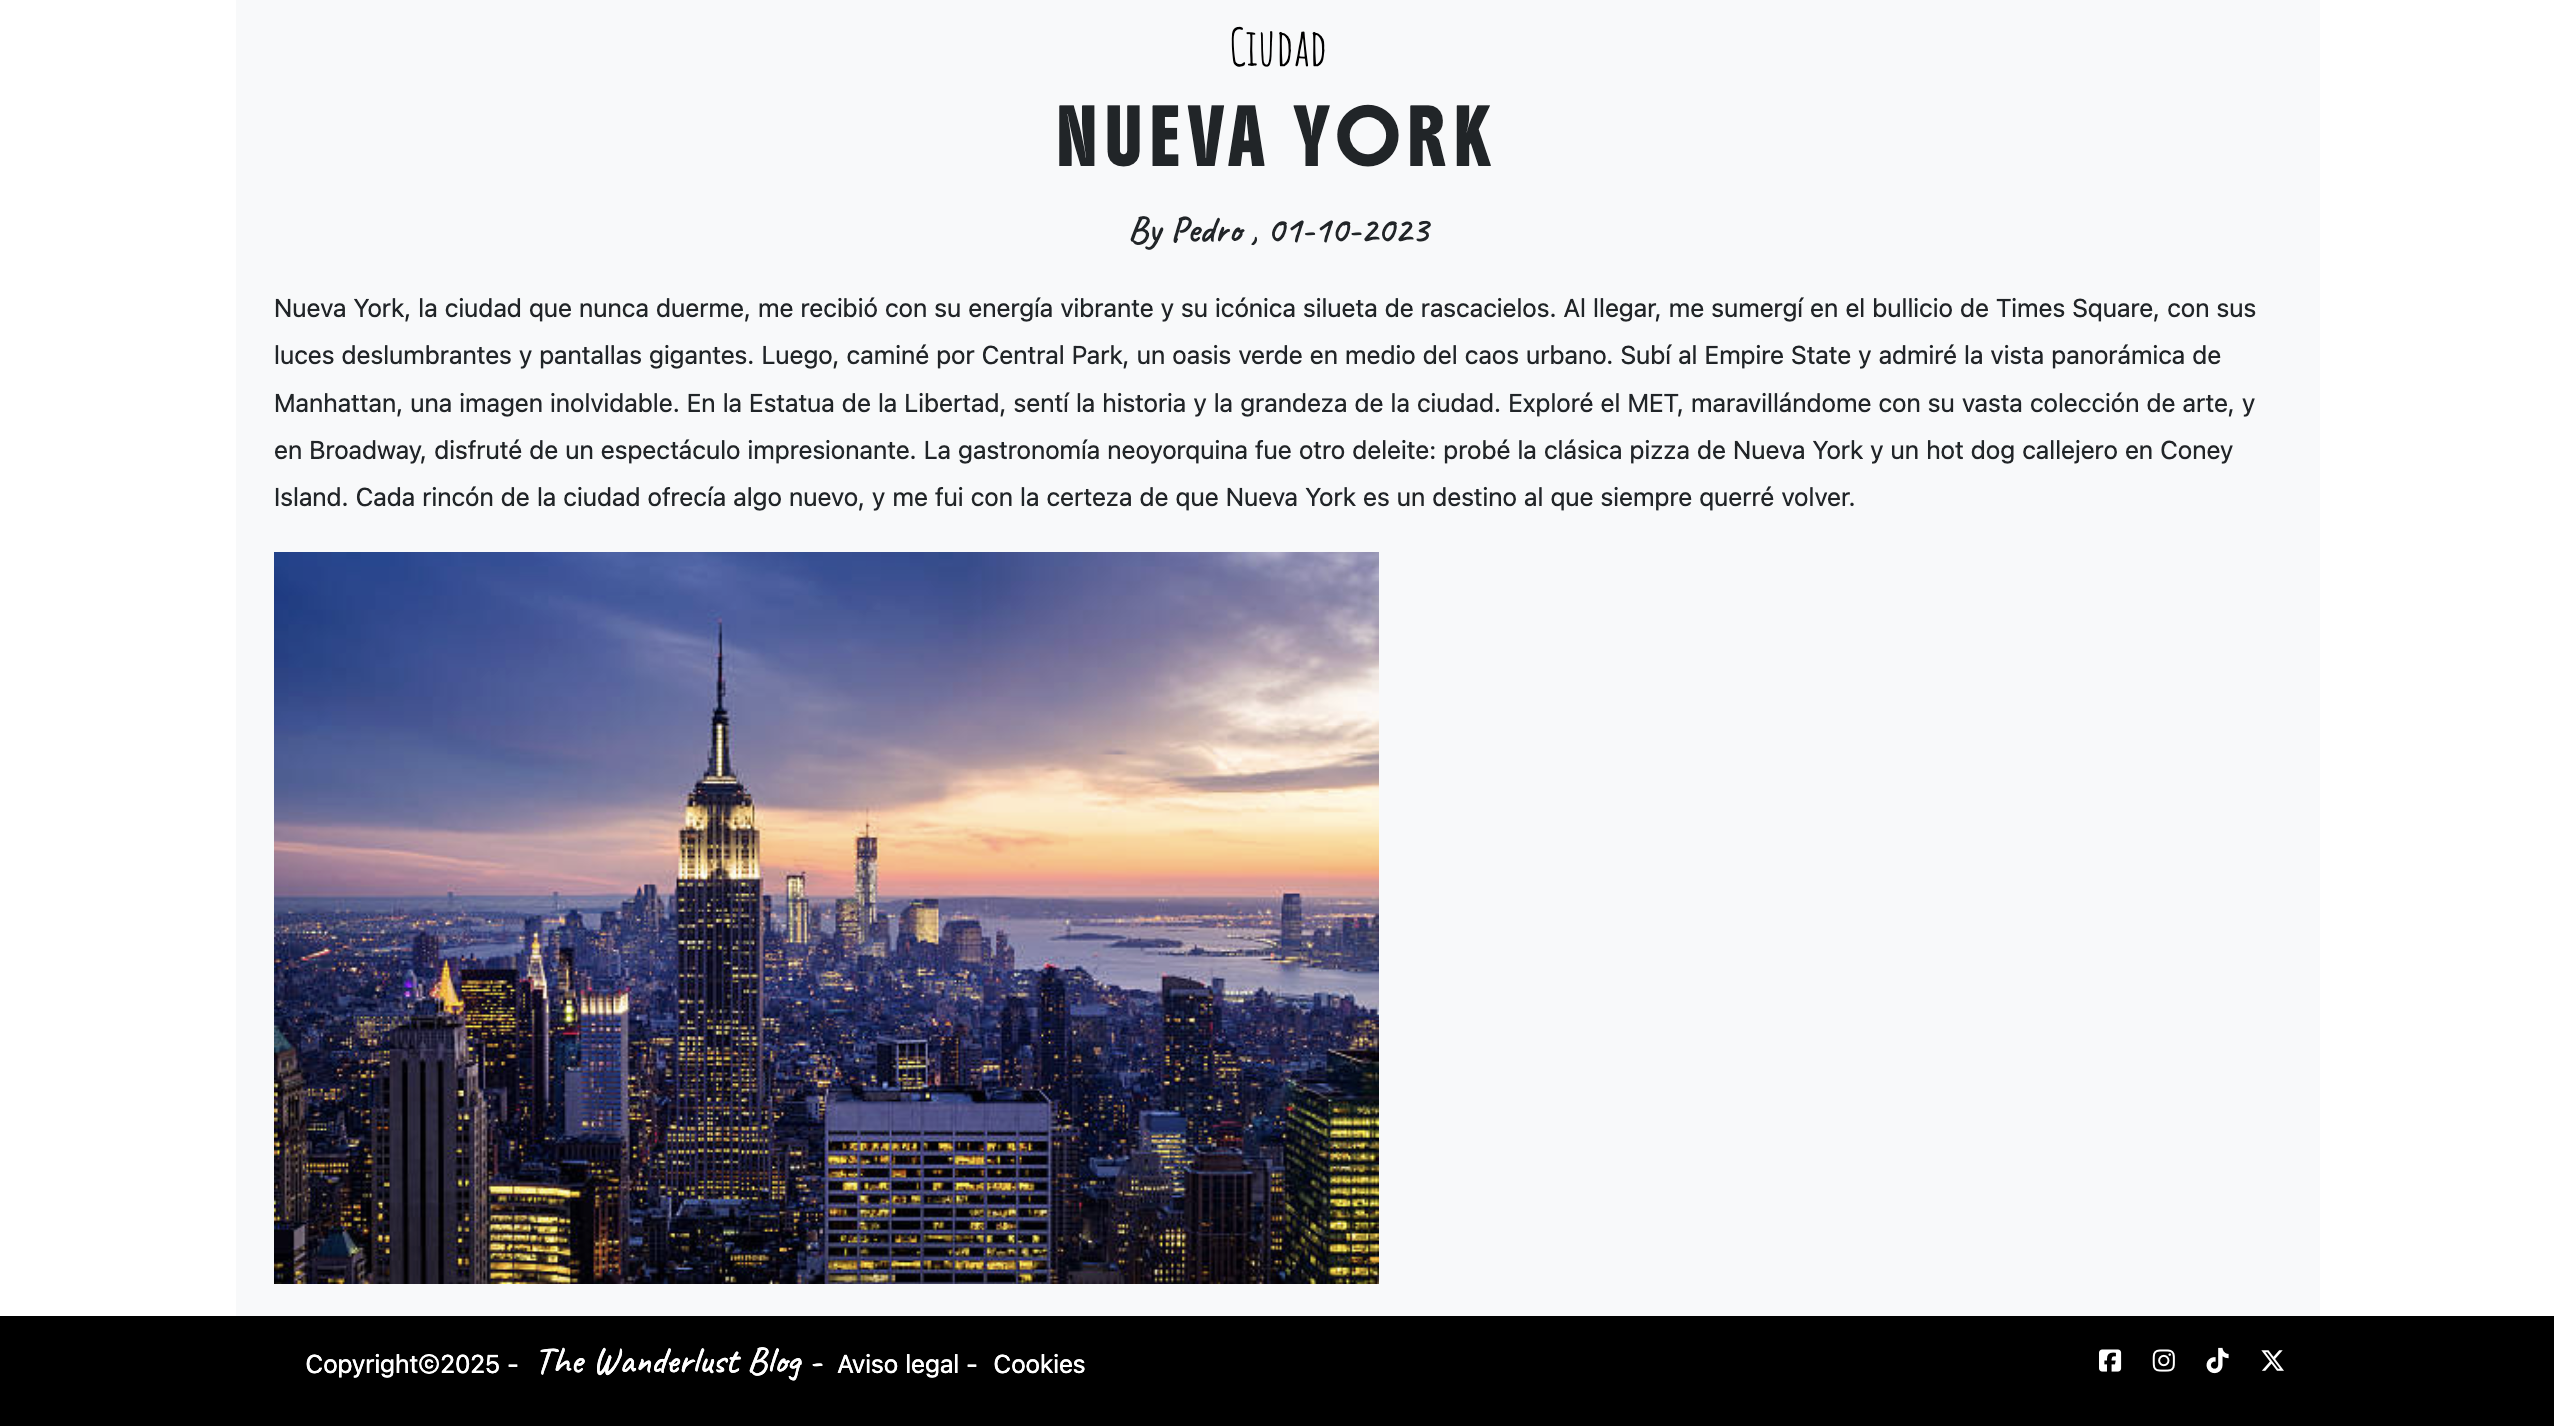 Ciudad
NUEVA YORK
By Pedro , 01-10-2023
Nueva York, la ciudad que nunca duerme, me recibió con su energía vibrante y su icónica silueta de rascacielos. Al llegar, me sumergí en el bullicio de Times Square, con sus
luces deslumbrantes y pantallas gigantes. Luego, caminé por Central Park, un oasis verde en medio del caos urbano. Subí al Empire State y admiré la vista panorámica de
Manhattan, una imagen inolvidable. En la Estatua de la Libertad, sentí la historia y la grandeza de la ciudad. Exploré el MET, maravillándome con su vasta colección de arte, y
en Broadway, disfruté de un espectáculo impresionante. La gastronomía neoyorquina fue otro deleite: probé la clásica pizza de Nueva York y un hot dog callejero en Coney
Island. Cada rincón de la ciudad ofrecía algo nuevo, y me fui con la certeza de que Nueva York es un destino al que siempre querré volver.
Copyright©2025 - The Wanderlust Blog - Aviso legal - Cookies